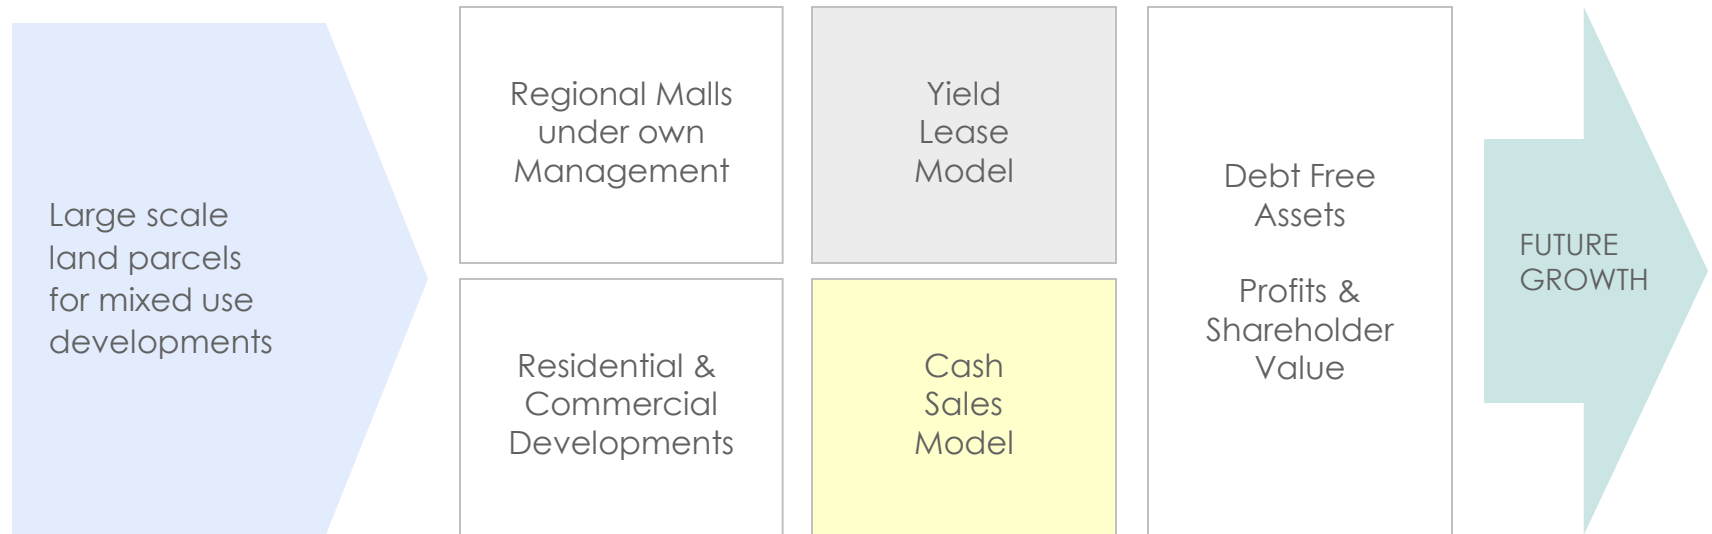 Large scale
land parcels
for mixed use
developments
Regional Malls
under own
Management
Residential &
Commercial
Developments
Yield
Lease
Model
Cash
Sales
Model
Debt Free
Assets
Profits &
Shareholder
Value
FUTURE
GROWTH